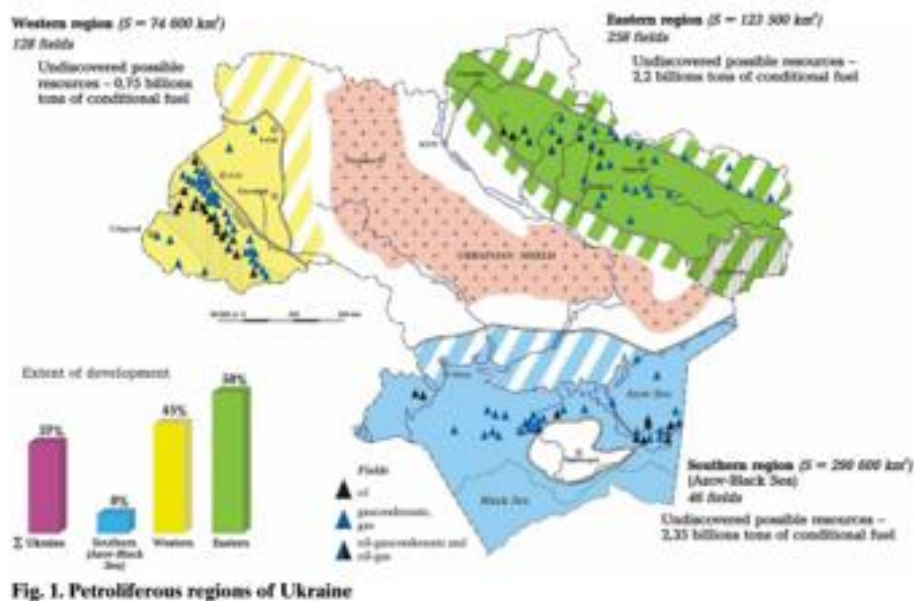 Western region (S = 74 600 km²)
128 fields
Undiscovered possible
resources – 0,75 billions
tons of conditional fuel
Eastern region (S = 123 500 km²)
258 fields
Undiscovered possible resources –
2,2 billions tons of conditional fuel
UKRAINIAN SHIELD
Extent of development
37%
8%
45%
58%
Σ Ukraine
Southern
(Azov-Black
Sea)
Western
Eastern
Azov Sea
Black Sea
Fields
oil
gascondensate,
gas
oil-gascondensate and
oil-gas
Southern region (S = 290 600 km²)
(Azov-Black Sea)
46 fields
Undiscovered possible resources –
2,35 billions tons of conditional fuel
Fig. 1. Petroliferous regions of Ukraine